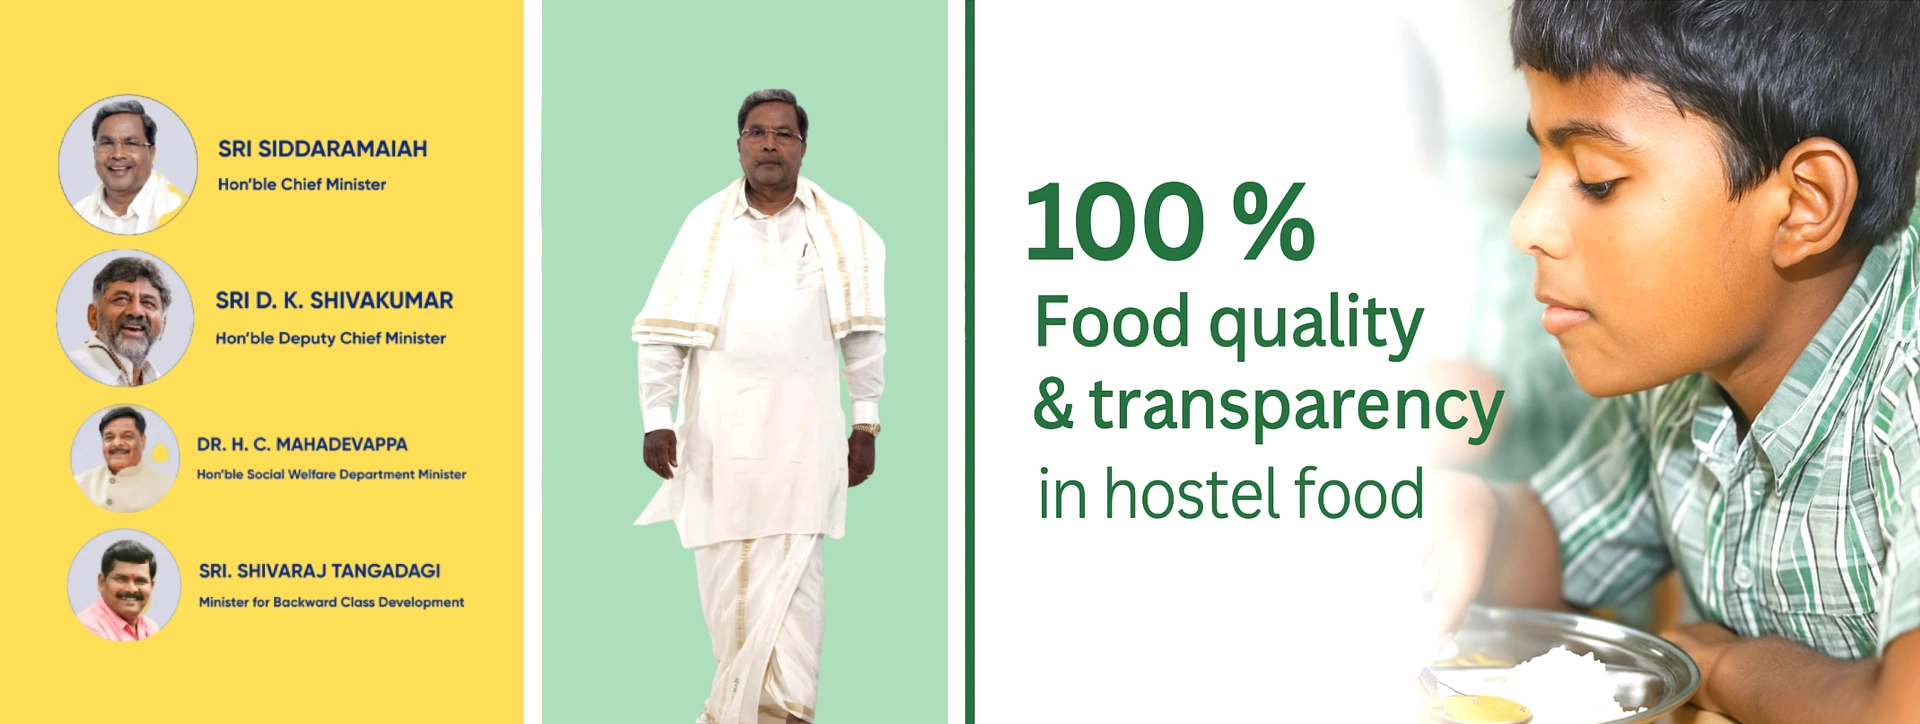 SRI SIDDARAMAIAH
Hon'ble Chief Minister
SRI D. K. SHIVAKUMAR
Hon'ble Deputy Chief Minister
DR. H. C. MAHADEVAPPA
Hon'ble Social Welfare Department Minister
SRI. SHIVARAJ TANGADAGI
Minister for Backward Class Development
100 %
Food quality
& transparency
in hostel food